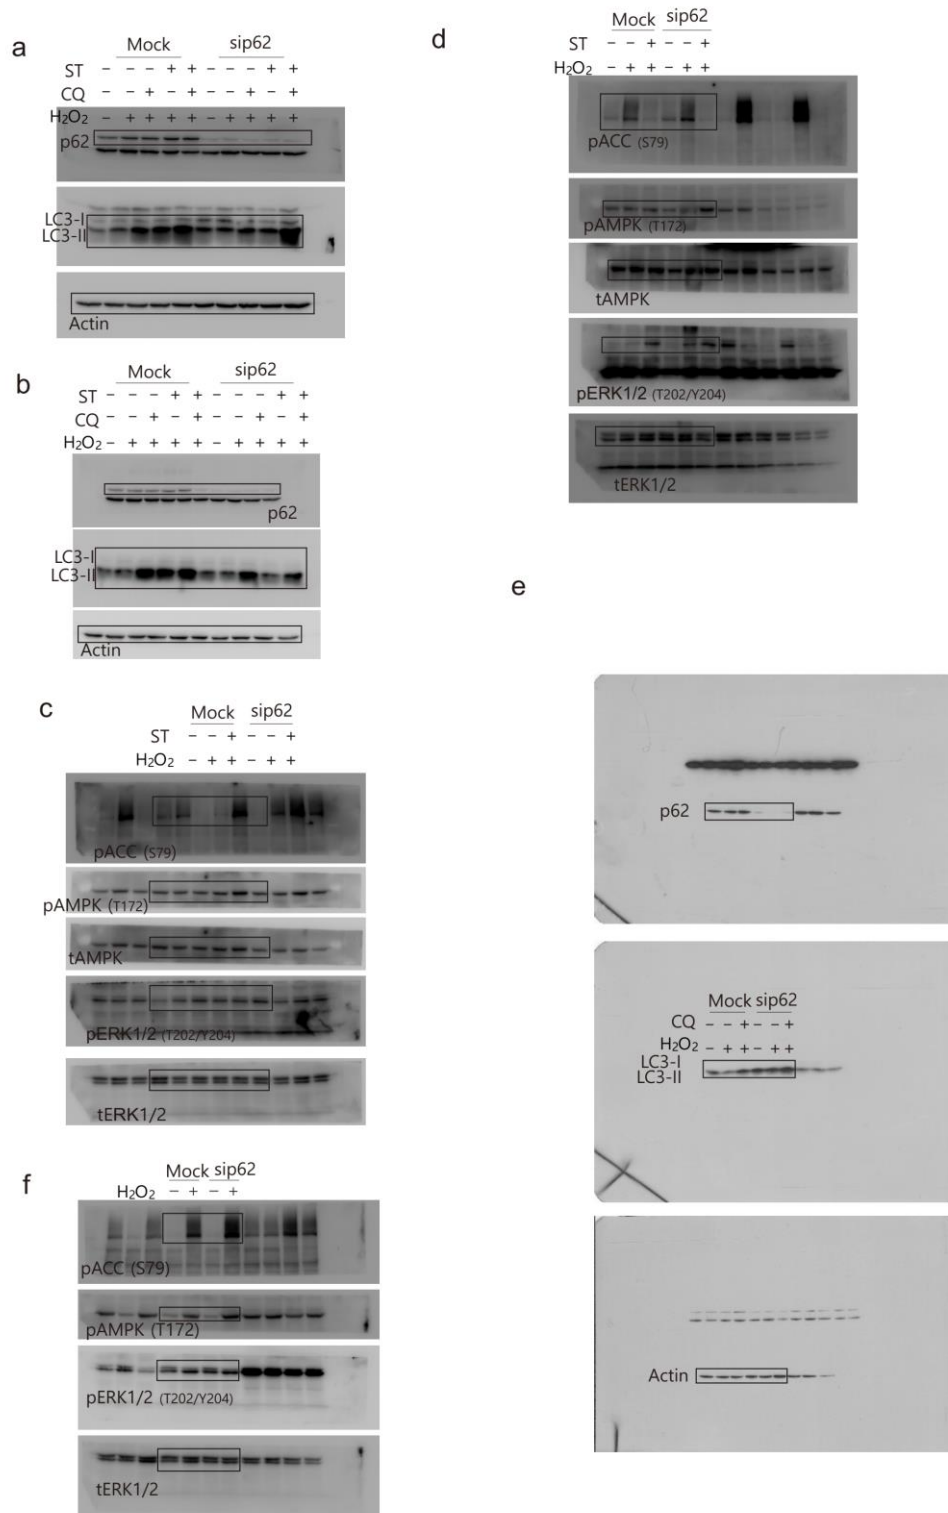 a
Mock sip62
ST - - - + + - - - + +
CQ - - + - + - - + - +
H₂O₂ - + + + + - + + + +
p62
LC3-I
LC3-II
Actin
b
Mock sip62
ST - - - + + - - - + +
CQ - - + - + - - + - +
H₂O₂ - + + + + - + + + +
p62
LC3-I
LC3-II
Actin
c
Mock sip62
ST - - + - - +
H₂O₂ - + + - + +
pACC (S79)
pAMPK (T172)
tAMPK
pERK1/2 (T202/Y204)
tERK1/2
f
Mock sip62
H₂O₂ - + - +
pACC (S79)
pAMPK (T172)
pERK1/2 (T202/Y204)
tERK1/2
d
Mock sip62
ST - - + - - +
H₂O₂ - + + - + +
pACC (S79)
pAMPK (T172)
tAMPK
pERK1/2 (T202/Y204)
tERK1/2
e
p62
Mock sip62
CQ - - + - - +
H₂O₂ - + + - + +
LC3-I
LC3-II
Actin